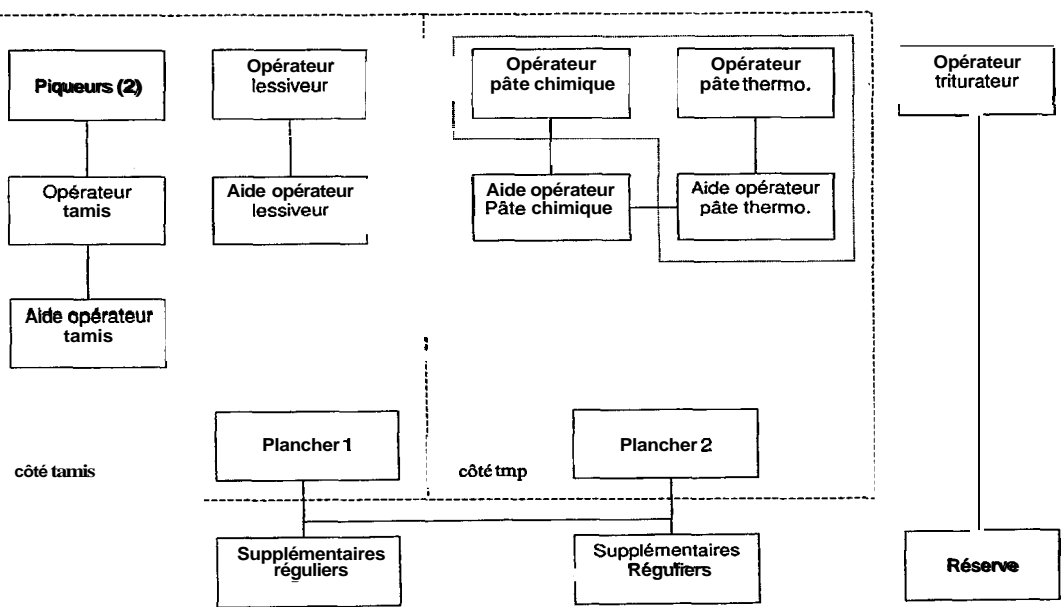 Piqueurs (2)
Opérateur
lessiveur
Opérateur
pâte chimique
Opérateur
pâte thermo.
Opérateur
triturateur
Opérateur
tamis
Aide opérateur
lessiveur
Aide opérateur
Pâte chimique
Aide opérateur
pâte thermo.
Aide opérateur
tamis
Plancher 1
Plancher 2
côté tamis
côté tmp
Supplémentaires
réguliers
Supplémentaires
Réguliers
Réserve